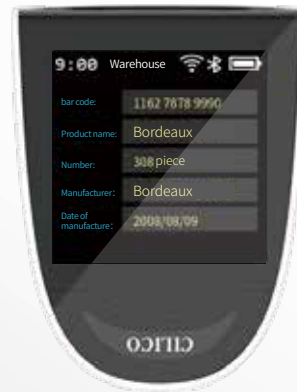 9:00 Warehouse
bar code: 1162 7878 9990
Product name: Bordeaux
Number: 308 piece
Manufacturer: Bordeaux
Date of
manufacture: 2008/08/09
CILICO